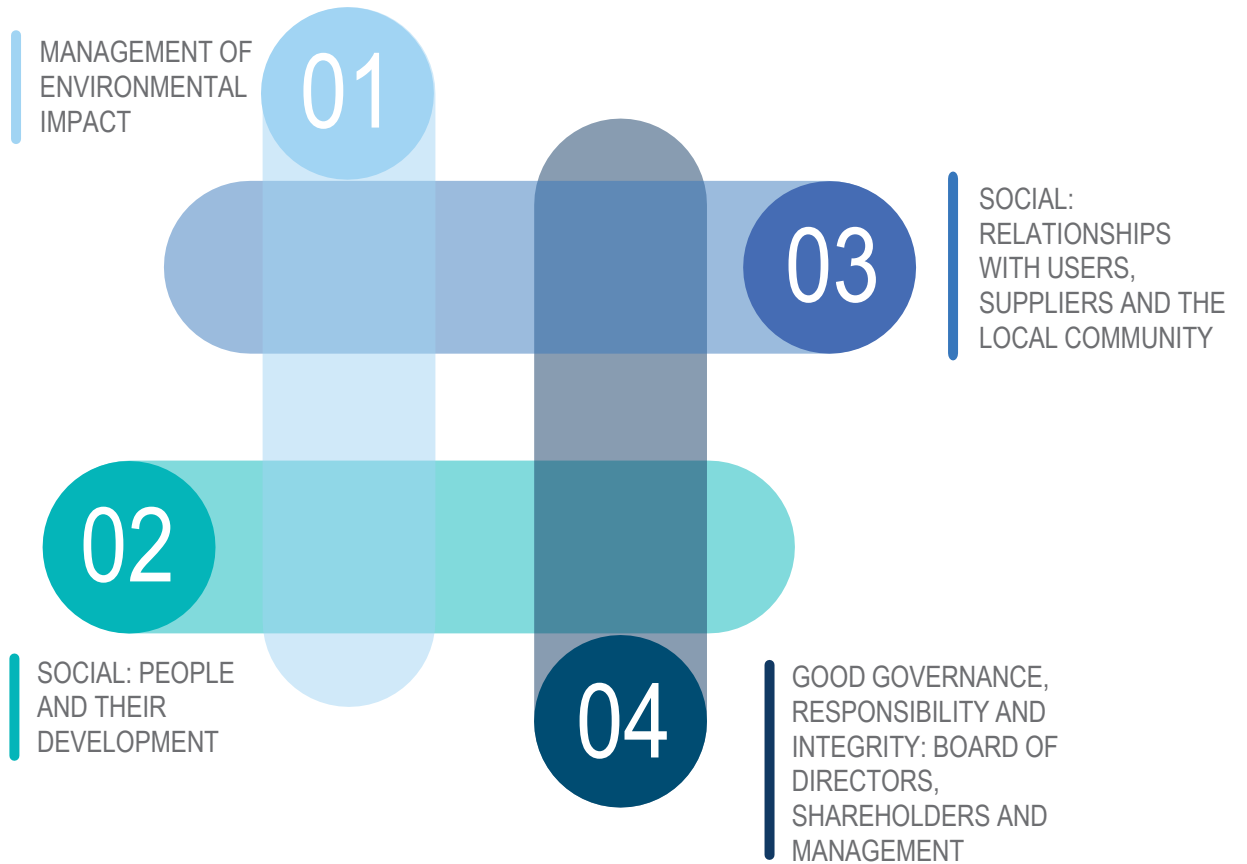 01
MANAGEMENT OF
ENVIRONMENTAL
IMPACT
02
SOCIAL: PEOPLE
AND THEIR
DEVELOPMENT
03
SOCIAL:
RELATIONSHIPS
WITH USERS,
SUPPLIERS AND THE
LOCAL COMMUNITY
04
GOOD GOVERNANCE,
RESPONSIBILITY AND
INTEGRITY: BOARD OF
DIRECTORS,
SHAREHOLDERS AND
MANAGEMENT